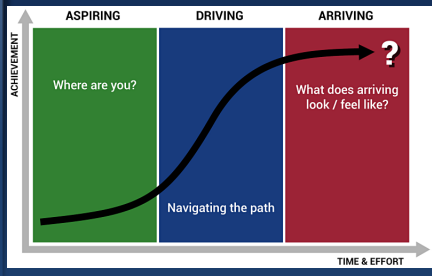 ASPIRING
DRIVING
ARRIVING
ACHIEVEMENT
Where are you?
Navigating the path
?
What does arriving
look / feel like?
TIME & EFFORT